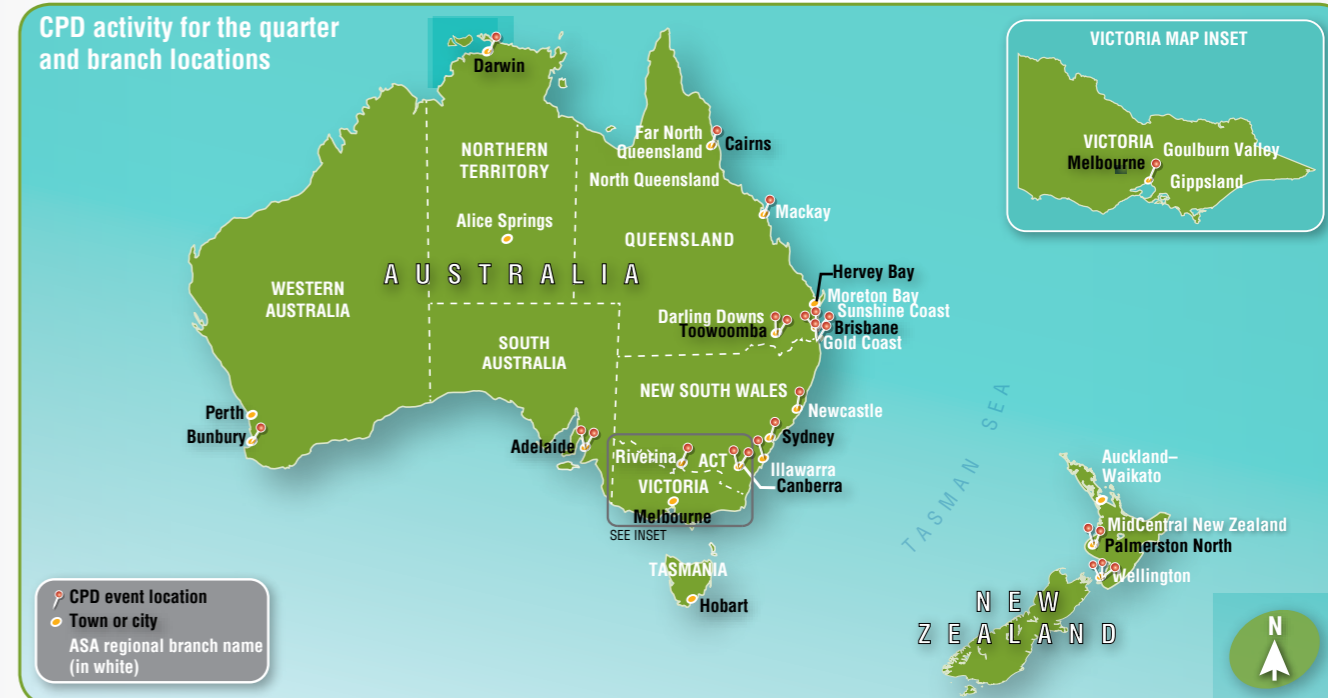 CPD activity for the quarter
and branch locations
VICTORIA MAP INSET
VICTORIA
Goulburn Valley
Melbourne
Gippsland
Darwin
Far North
Queensland
Cairns
NORTHERN
TERRITORY
North Queensland
Alice Springs
Mackay
QUEENSLAND
AUSTRALIA
WESTERN
AUSTRALIA
Hervey Bay
Moreton Bay
Sunshine Coast
Darling Downs
Toowoomba
Brisbane
Gold Coast
SOUTH
AUSTRALIA
NEW SOUTH WALES
Newcastle
Perth
Bunbury
Adelaide
Sydney
Riverina
ACT
Illawarra
Canberra
VICTORIA
Melbourne
SEE INSET
TASMANIA
Hobart
TASMAN SEA
Auckland–
Waikato
MidCentral New Zealand
Palmerston North
Wellington
NEW
ZEALAND
CPD event location
Town or city
ASA regional branch name
(in white)
N